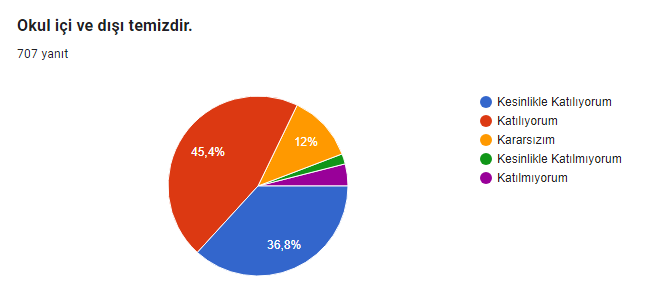 Okul içi ve dışı temizdir.
707 yanıt
Kesinlikle Katılıyorum
Katılıyorum
Kararsızım
Kesinlikle Katılmıyorum
Katılmıyorum
12%
45,4%
36,8%